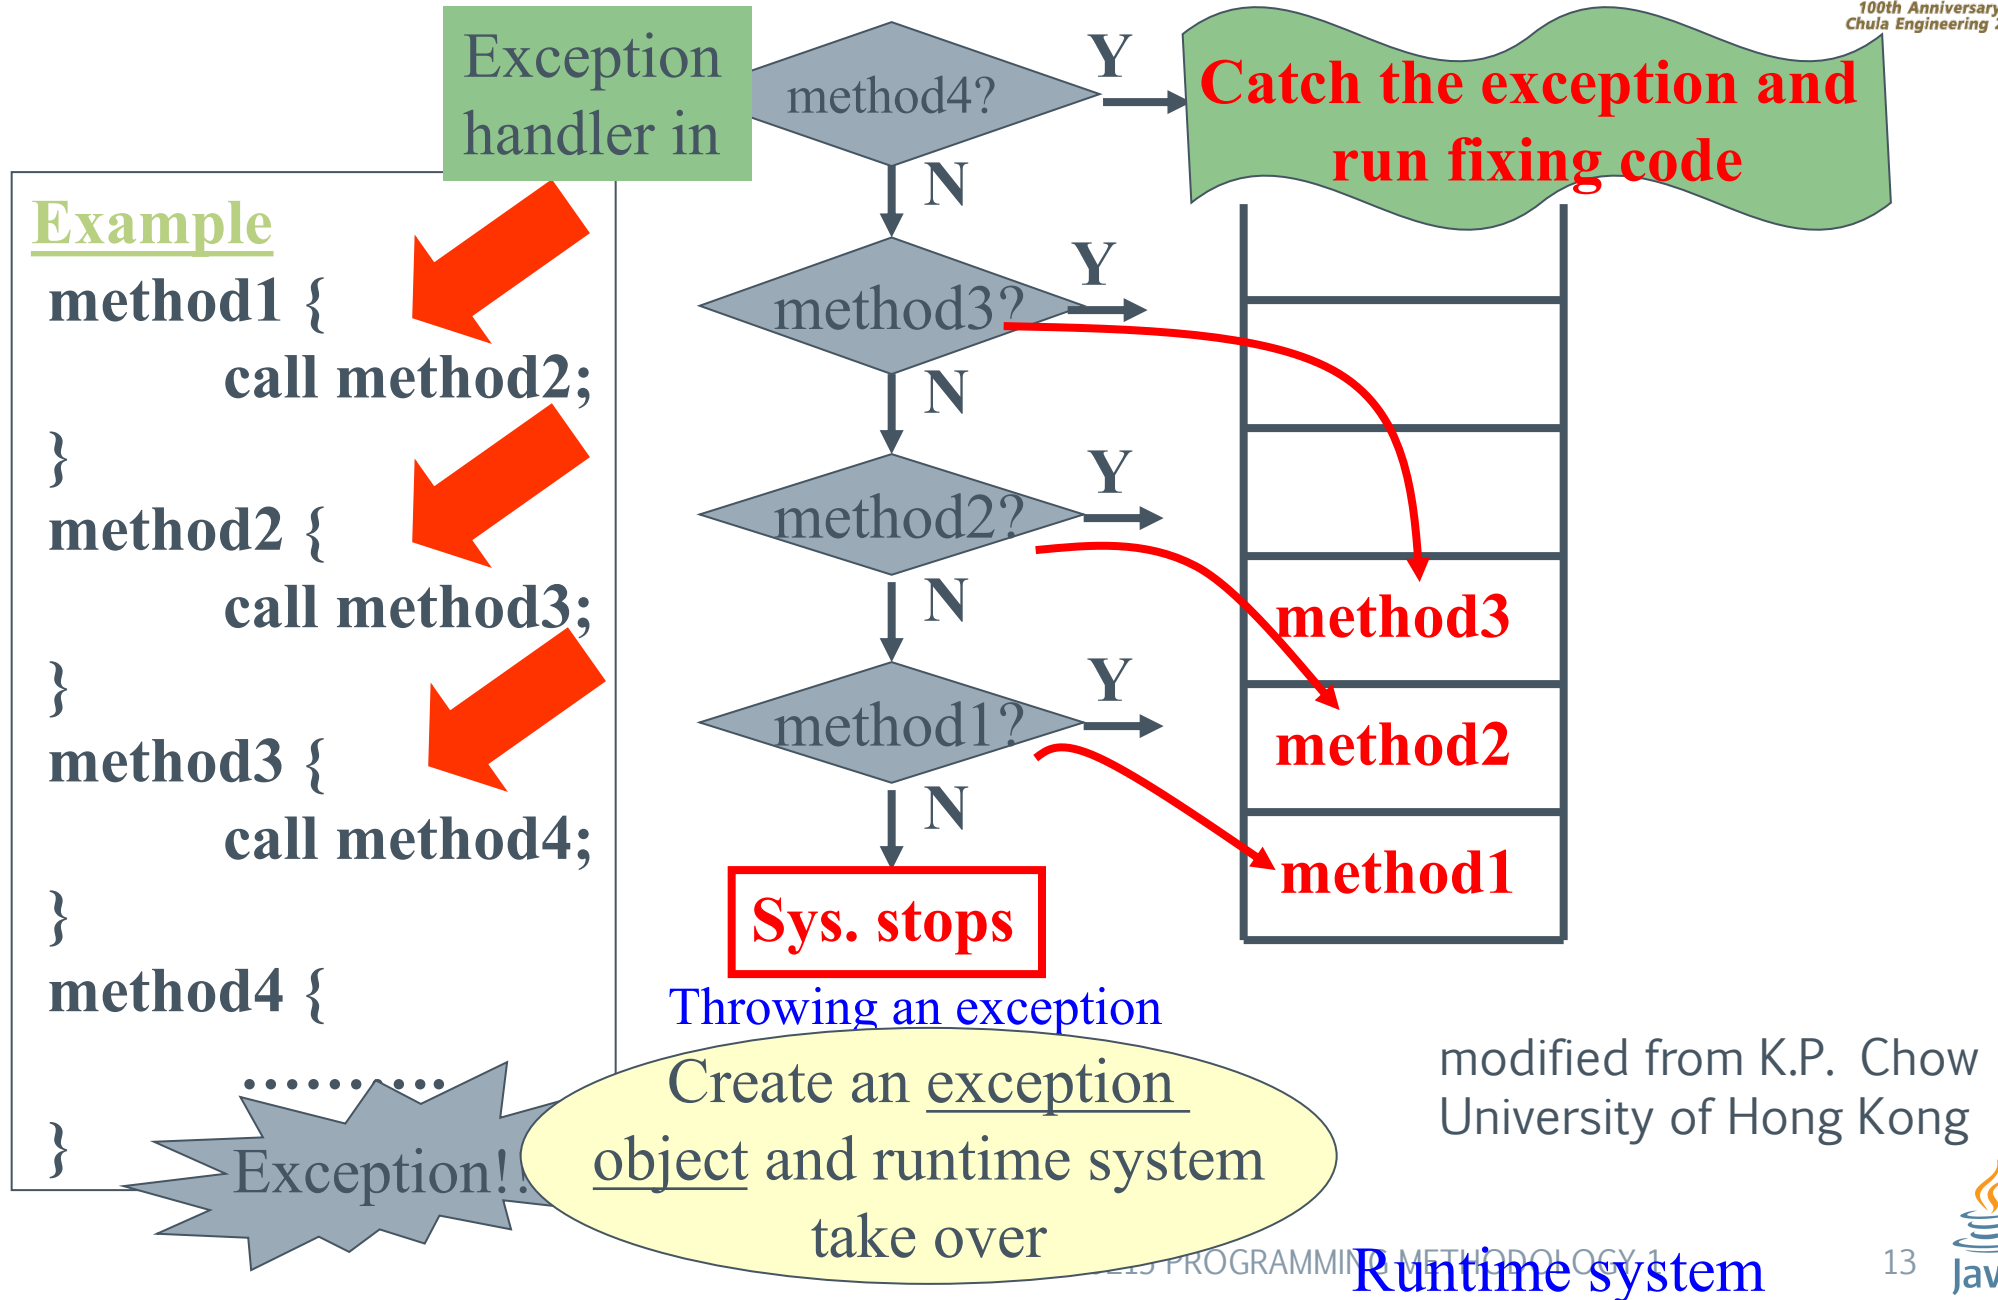 100th Anniversary
Chula Engineering
Exception
handler in
method4?
Y
Catch the exception and
run fixing code
N
Example
method1 {
call method2;
}
method2 {
call method3;
}
method3 {
call method4;
}
method4 {
..........
}
Exception!!
method3?
Y
N
method2?
Y
N
method1?
Y
N
Sys. stops
method3
method2
method1
Throwing an exception
Create an exception
object and runtime system
take over
modified from K.P. Chow
University of Hong Kong
PROGRAMMING METHODOLOGY 1
Runtime system
13